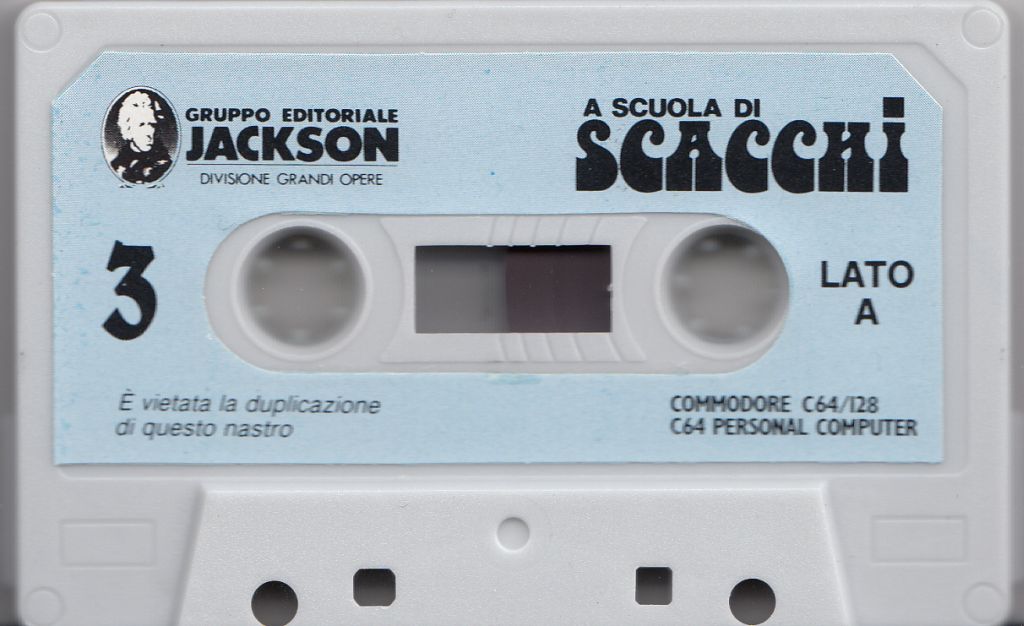 GRUPPO EDITORIALE
JACKSON
DIVISIONE GRANDI OPERE
A SCUOLA DI
SCACCHI
3
LATO
A
È vietata la duplicazione
di questo nastro
COMMODORE C64/128
C64 PERSONAL COMPUTER